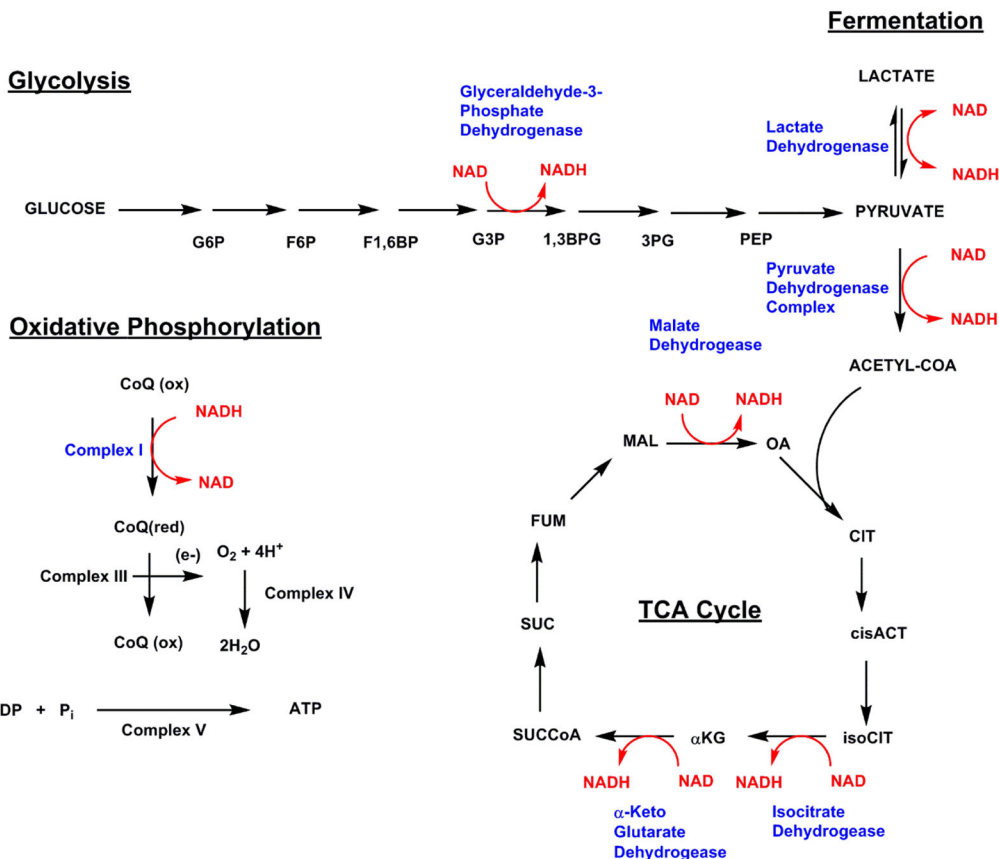 Fermentation
Glycolysis
LACTATE
Glyceraldehyde-3-
Phosphate
Dehydrogenase
Lactate
Dehydrogenase
NAD
NADH
NAD
NADH
GLUCOSE
G6P
F6P
F1,6BP
G3P
1,3BPG
3PG
PEP
PYRUVATE
Pyruvate
Dehydrogenase
Complex
NAD
NADH
ACETYL-COA
Oxidative Phosphorylation
CoQ (ox)
Complex I
NADH
NAD
CoQ(red)
Complex III
(e-)
O₂ + 4H⁺
Complex IV
CoQ (ox)
2H₂O
DP + Pᵢ
Complex V
ATP
Malate
Dehydrogease
NAD
NADH
MAL
OA
FUM
CIT
TCA Cycle
SUC
cisACT
SUCCoA
αKG
isoCIT
NADH
NAD
NADH
NAD
α-Keto
Glutarate
Dehydrogease
Isocitrate
Dehydrogease